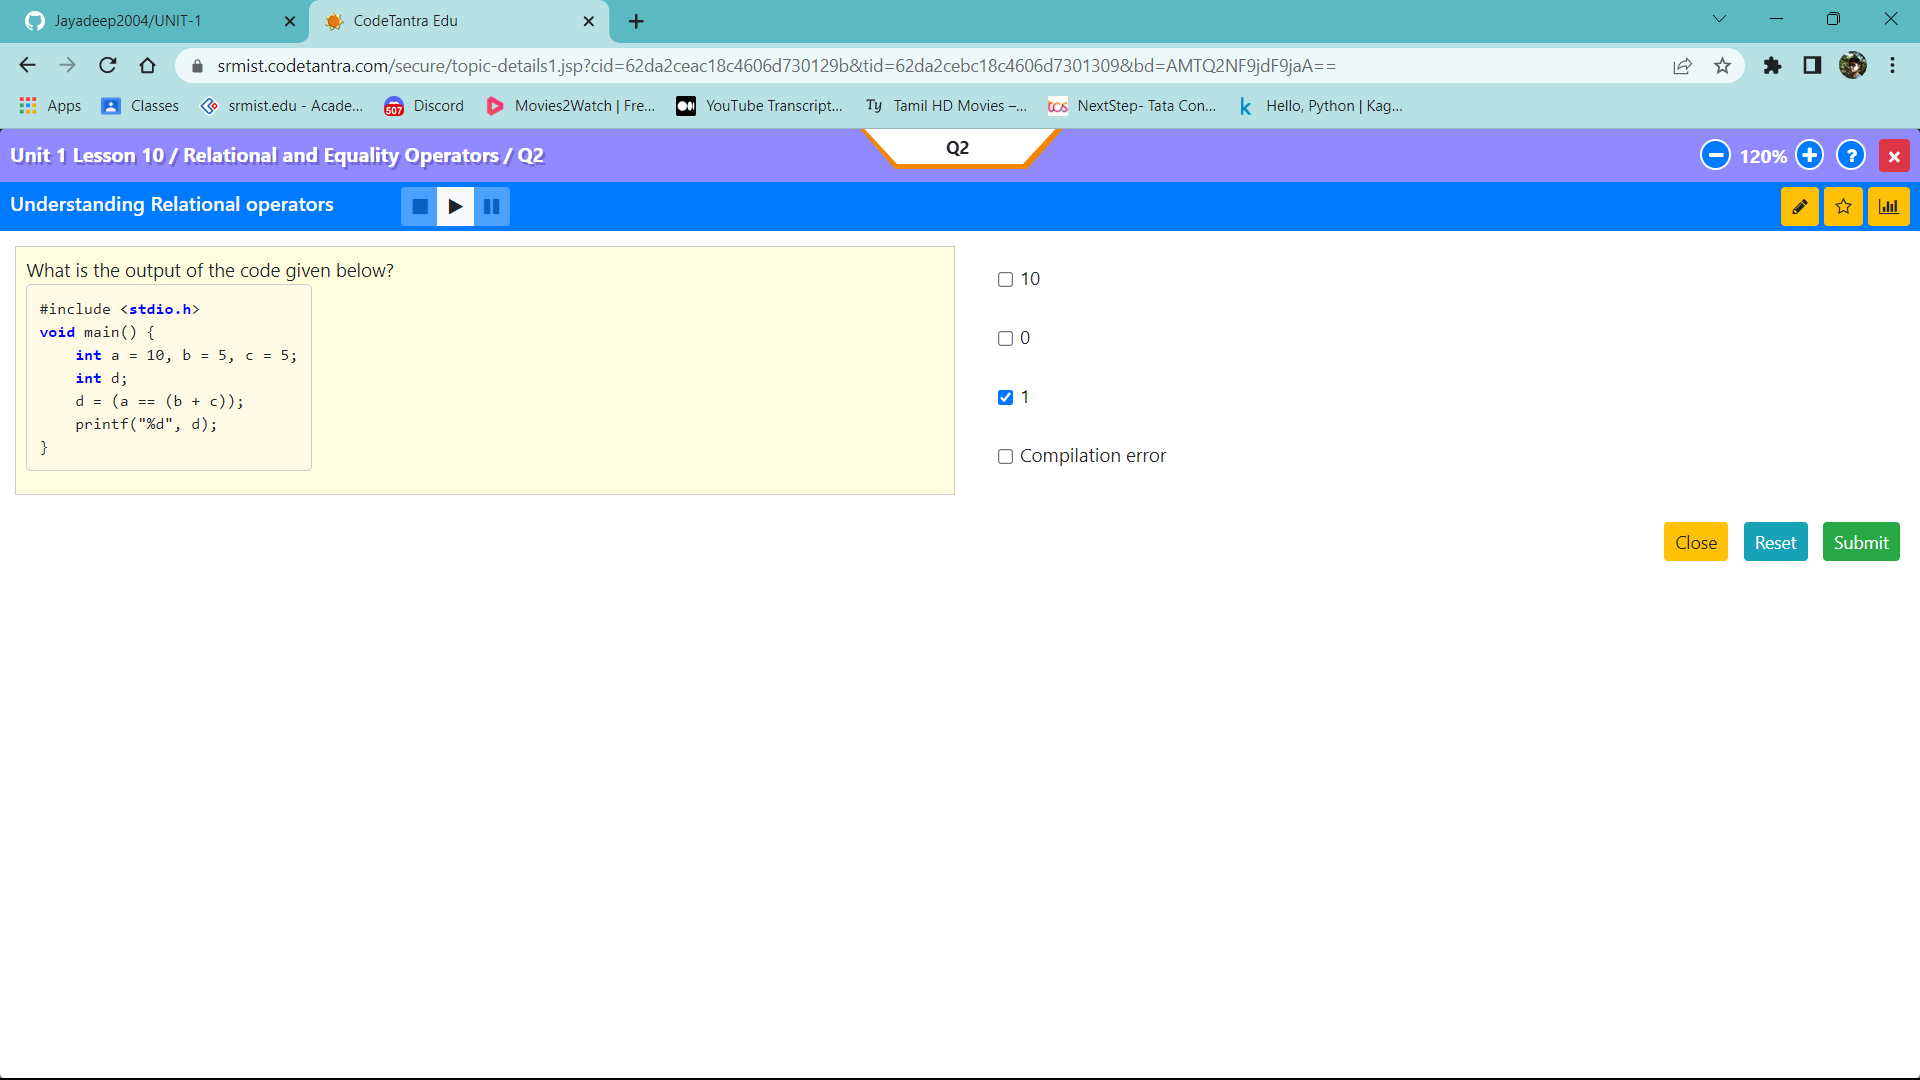 Jayadeep2004/UNIT-1
CodeTantra Edu
srmist.codetantra.com/secure/topic-details1.jsp?cid=62da2ceac18c4606d730129b&tid=62da2cebc18c4606d7301309&bd=AMTQ2NF9jdF9jaA==
Apps Classes srmist.edu - Acade... 507 Discord Movies2Watch | Fre... YouTube Transcript... Ty Tamil HD Movies –... tcs NextStep- Tata Con... k Hello, Python | Kag...
Unit 1 Lesson 10 / Relational and Equality Operators / Q2
Q2
120%
?
Understanding Relational operators
What is the output of the code given below?
#include <stdio.h>
void main() {
    int a = 10, b = 5, c = 5;
    int d;
    d = (a == (b + c));
    printf("%d", d);
}
10
0
1
Compilation error
Close Reset Submit